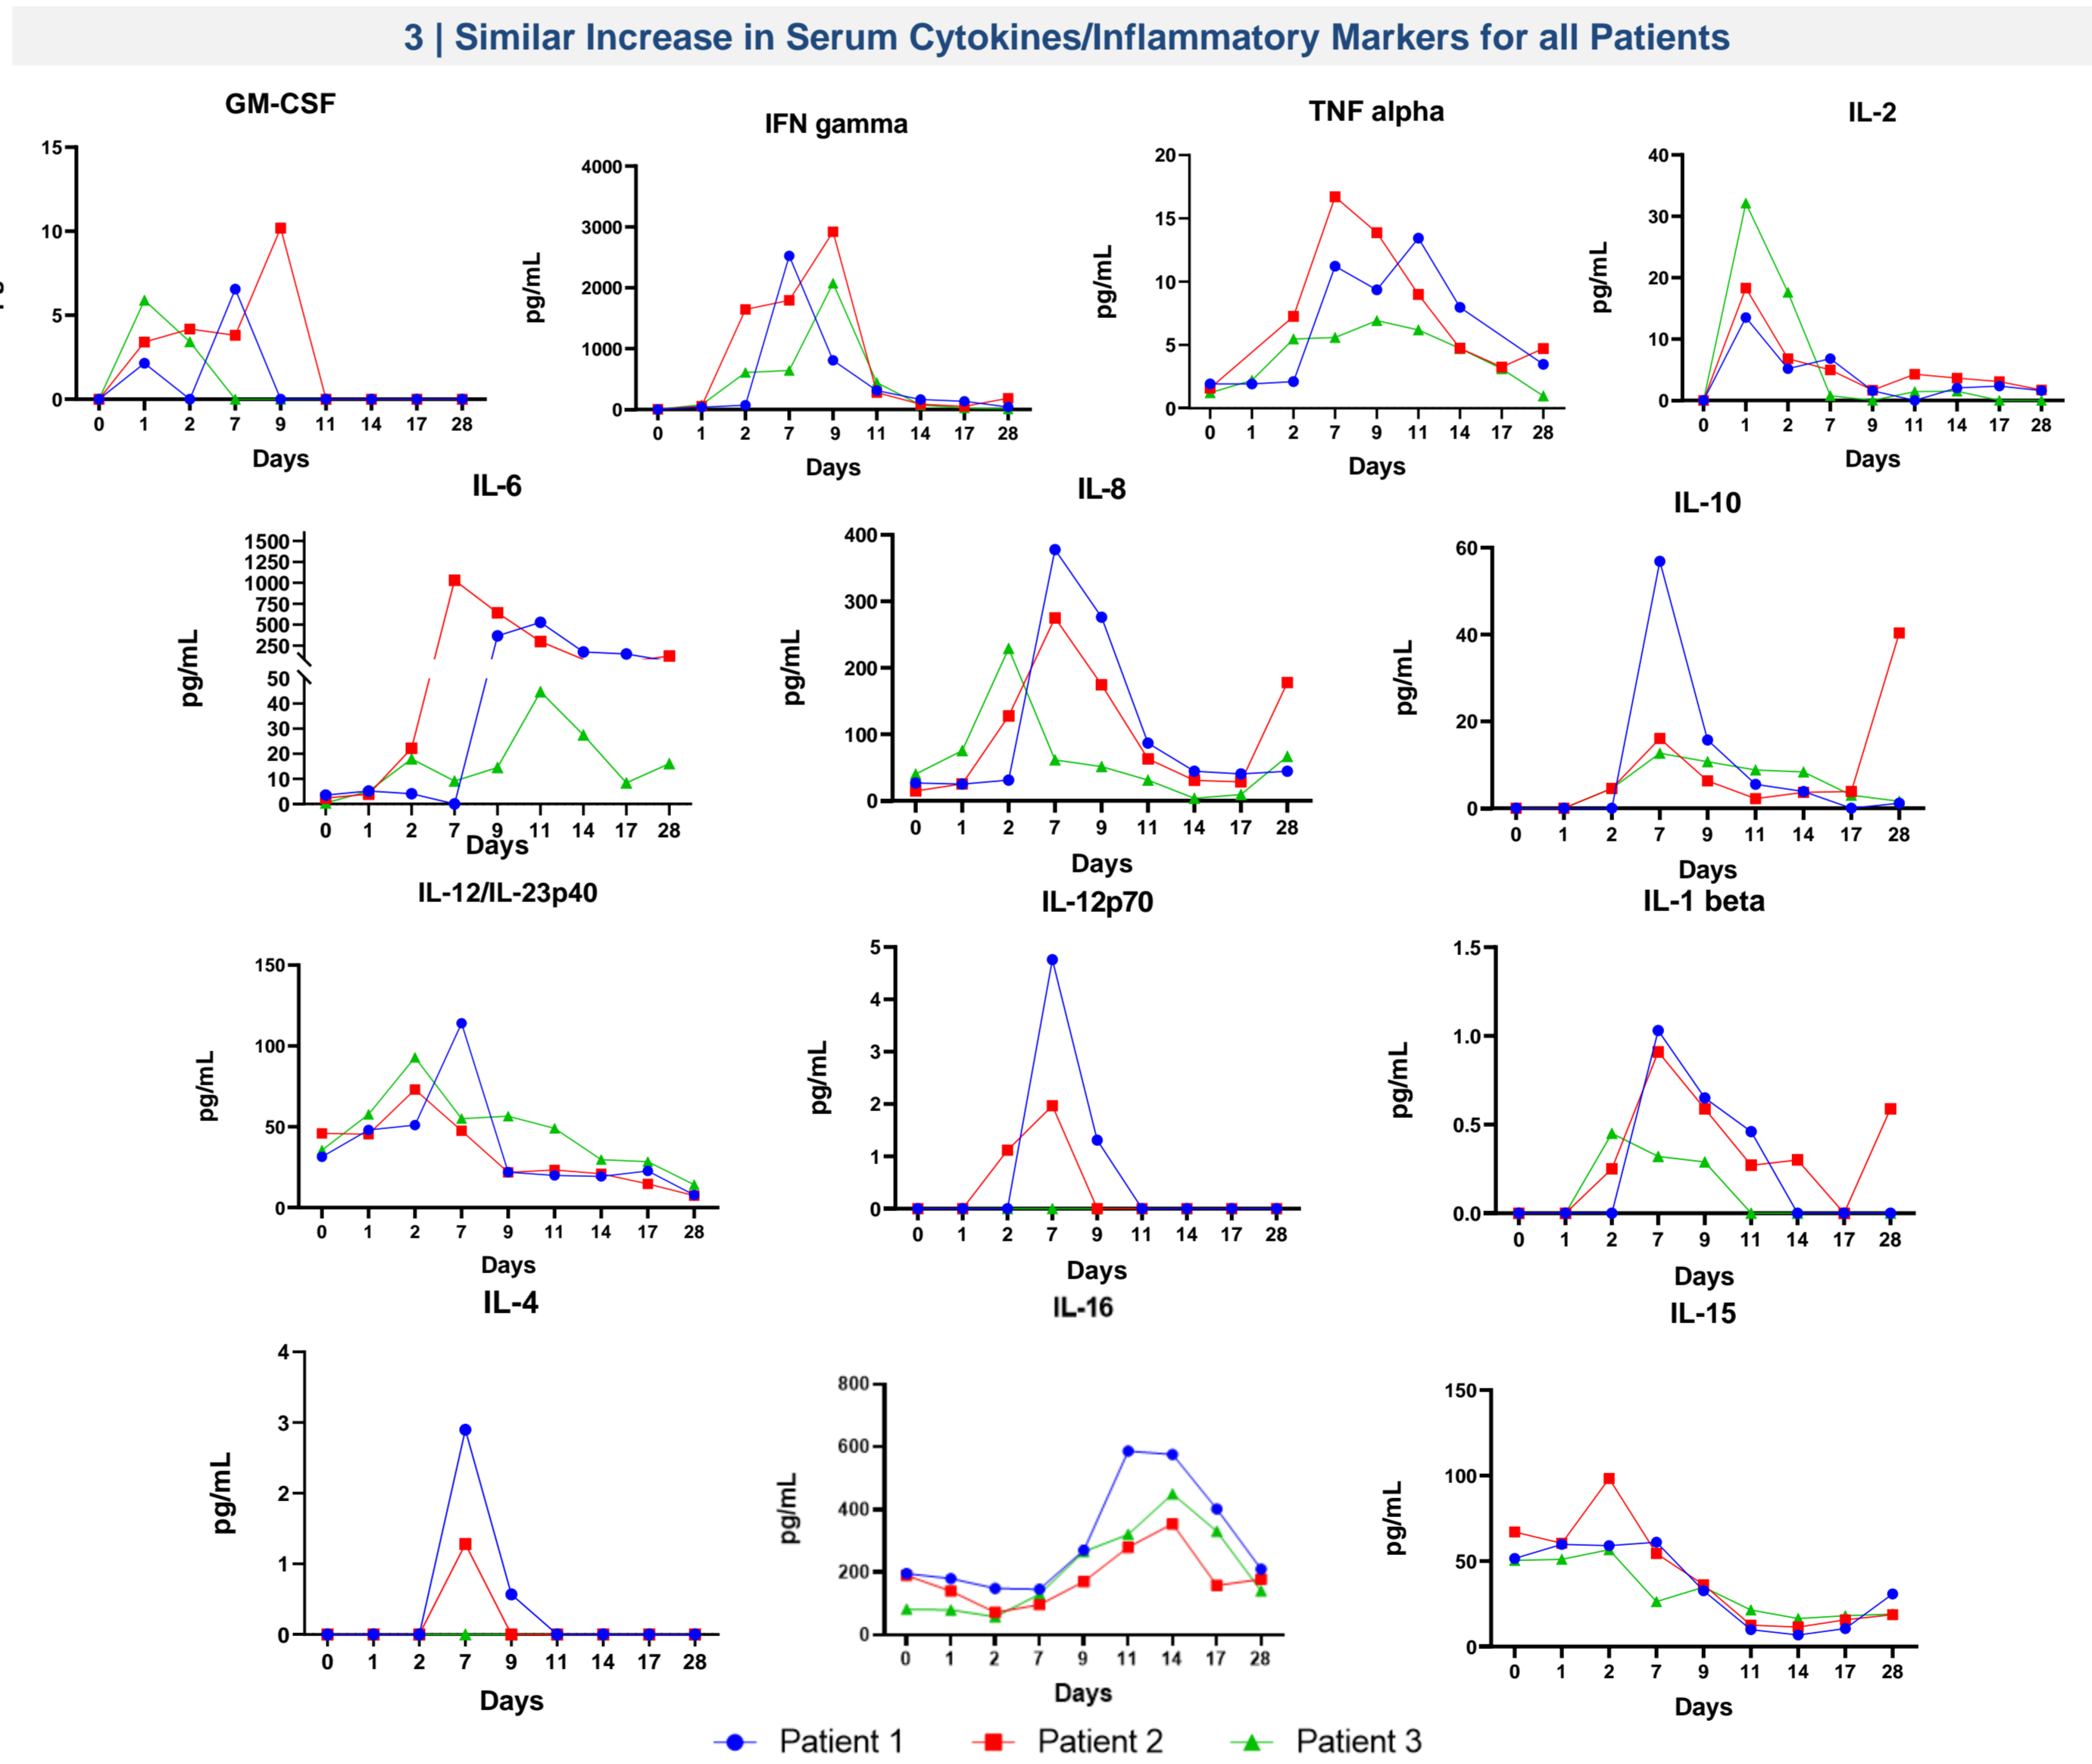 3 | Similar Increase in Serum Cytokines/Inflammatory Markers for all Patients
GM-CSF
15
10
5
0
0 1 2 7 9 11 14 17 28
Days
IFN gamma
pg/mL
4000
3000
2000
1000
0
0 1 2 7 9 11 14 17 28
Days
TNF alpha
pg/mL
20
15
10
5
0
0 1 2 7 9 11 14 17 28
Days
IL-2
pg/mL
40
30
20
10
0
0 1 2 7 9 11 14 17 28
Days
IL-6
pg/mL
1500
1250
1000
750
500
250
50
40
30
20
10
0
0 1 2 7 9 11 14 17 28
Days
IL-8
pg/mL
400
300
200
100
0
0 1 2 7 9 11 14 17 28
Days
IL-10
pg/mL
60
40
20
0
0 1 2 7 9 11 14 17 28
Days
IL-12/IL-23p40
pg/mL
150
100
50
0
0 1 2 7 9 11 14 17 28
Days
IL-12p70
pg/mL
5
4
3
2
1
0
0 1 2 7 9 11 14 17 28
Days
IL-1 beta
pg/mL
1.5
1.0
0.5
0.0
0 1 2 7 9 11 14 17 28
Days
IL-4
pg/mL
4
3
2
1
0
0 1 2 7 9 11 14 17 28
Days
IL-16
pg/mL
800
600
400
200
0
0 1 2 7 9 11 14 17 28
Days
IL-15
pg/mL
150
100
50
0
0 1 2 7 9 11 14 17 28
Days
Patient 1 Patient 2 Patient 3